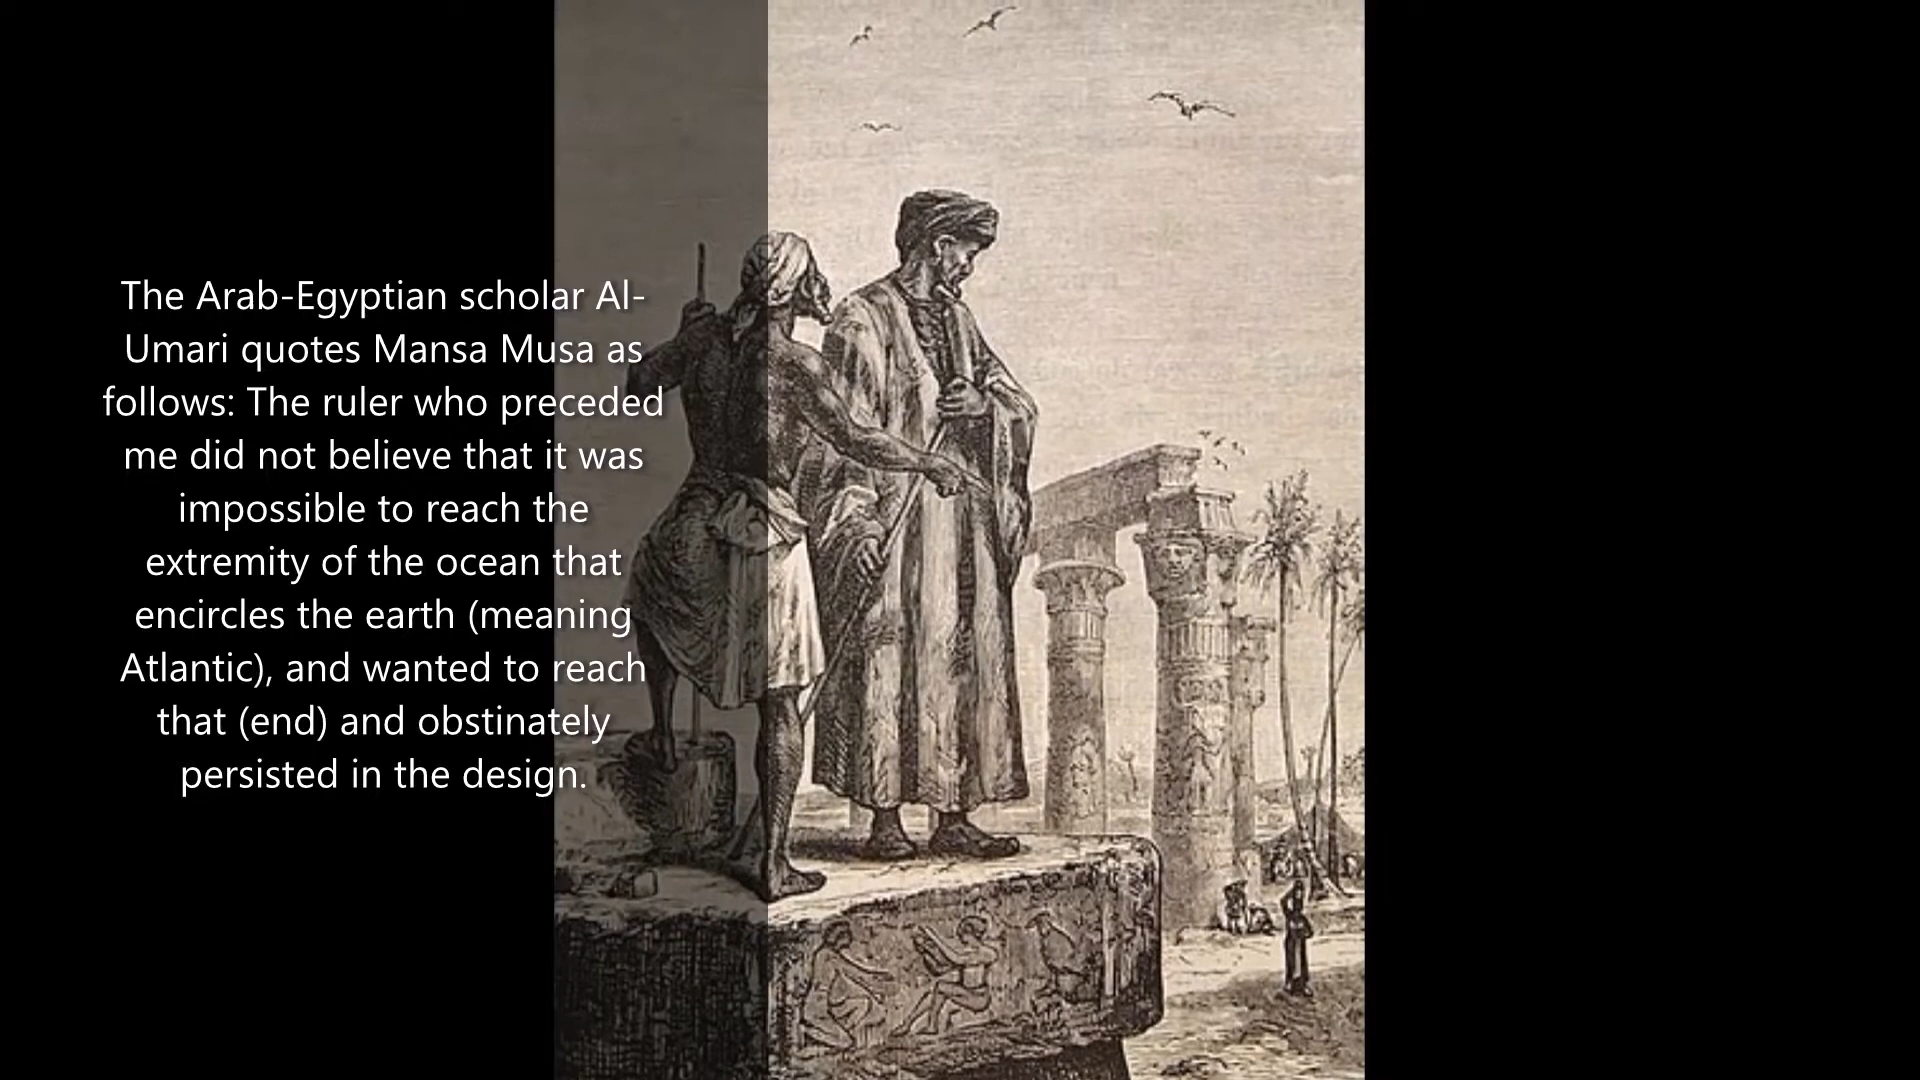 The Arab-Egyptian scholar Al-
Umari quotes Mansa Musa as
follows: The ruler who preceded
me did not believe that it was
impossible to reach the
extremity of the ocean that
encircles the earth (meaning
Atlantic), and wanted to reach
that (end) and obstinately
persisted in the design.